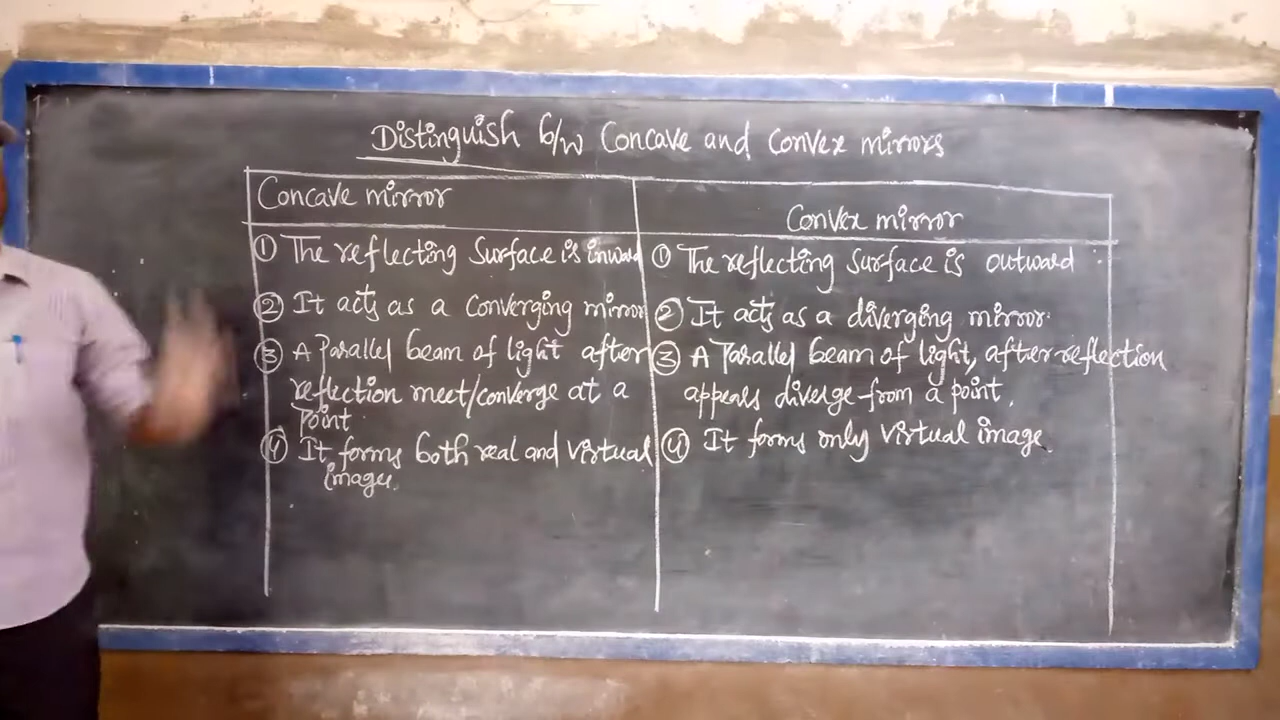 Distinguish b/w Concave and Convex mirrors
Concave mirror
① The reflecting Surface is inward
② It acts as a Converging mirror
③ A Parallel beam of light after
reflection meet/converge at a
Point.
④ It forms both real and virtual
images.
Convex mirror
① The reflecting Surface is outward
② It acts as a diverging mirror.
③ A Parallel beam of light, after reflection
appears diverge from a point.
④ It forms only virtual image.